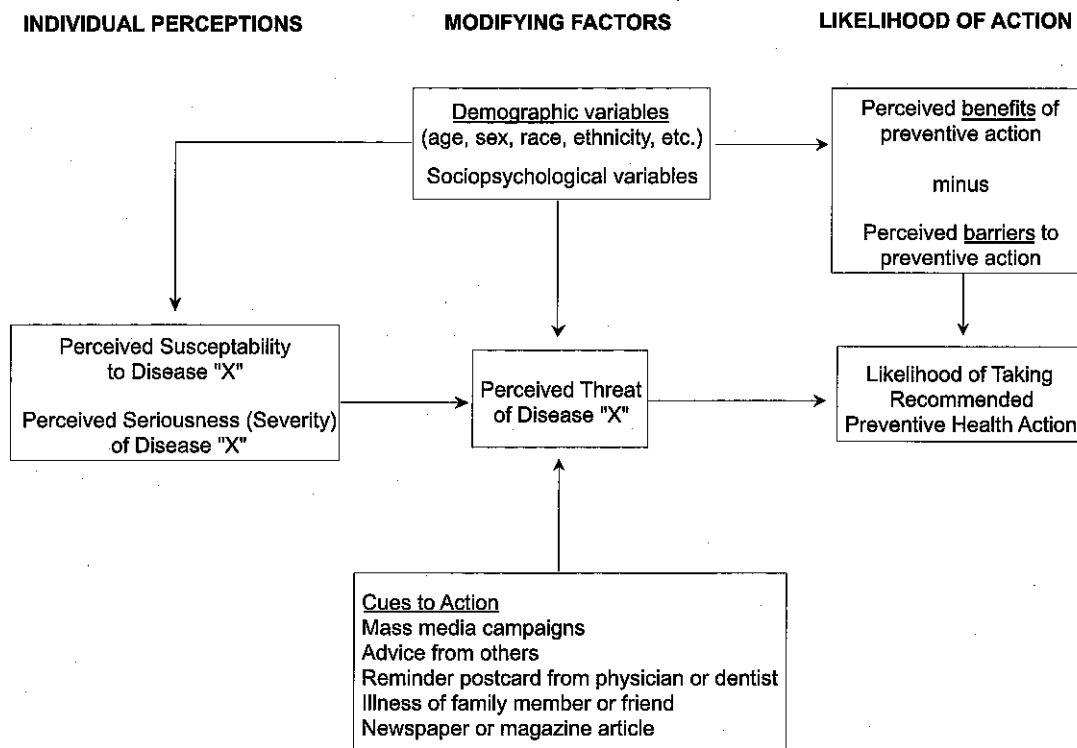 INDIVIDUAL PERCEPTIONS
MODIFYING FACTORS
LIKELIHOOD OF ACTION
Demographic variables
(age, sex, race, ethnicity, etc.)
Sociopsychological variables
Perceived benefits of
preventive action
minus
Perceived barriers to
preventive action
Perceived Susceptability
to Disease "X"
Perceived Seriousness (Severity)
of Disease "X"
Perceived Threat
of Disease "X"
Likelihood of Taking
Recommended
Preventive Health Action
Cues to Action
Mass media campaigns
Advice from others
Reminder postcard from physician or dentist
Illness of family member or friend
Newspaper or magazine article